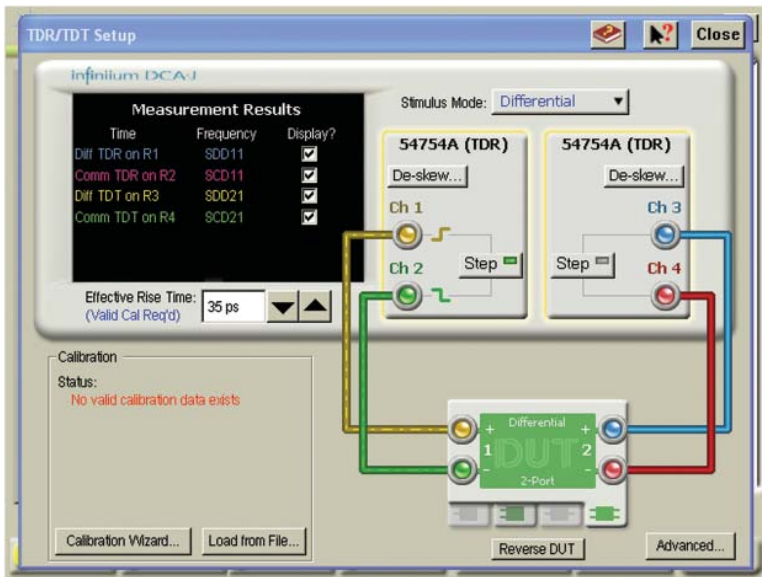 TDR/TDT Setup
?
?
Close
infiniium DCA-J
Measurement Results
Time Frequency Display?
Diff TDR on R1 SDD11
Comm TDR on R2 SCD11
Diff TDT on R3 SDD21
Comm TDT on R4 SCD21
Effective Rise Time:
(Valid Cal Req'd)
35 ps
Stimulus Mode: Differential
54754A (TDR)
De-skew...
Ch 1
Ch 2
Step
54754A (TDR)
De-skew...
Ch 3
Step
Ch 4
Calibration
Status:
No valid calibration data exists
Calibration Wizard...
Load from File...
Differential
+ +
1 DUT 2
- -
2-Port
Reverse DUT
Advanced...